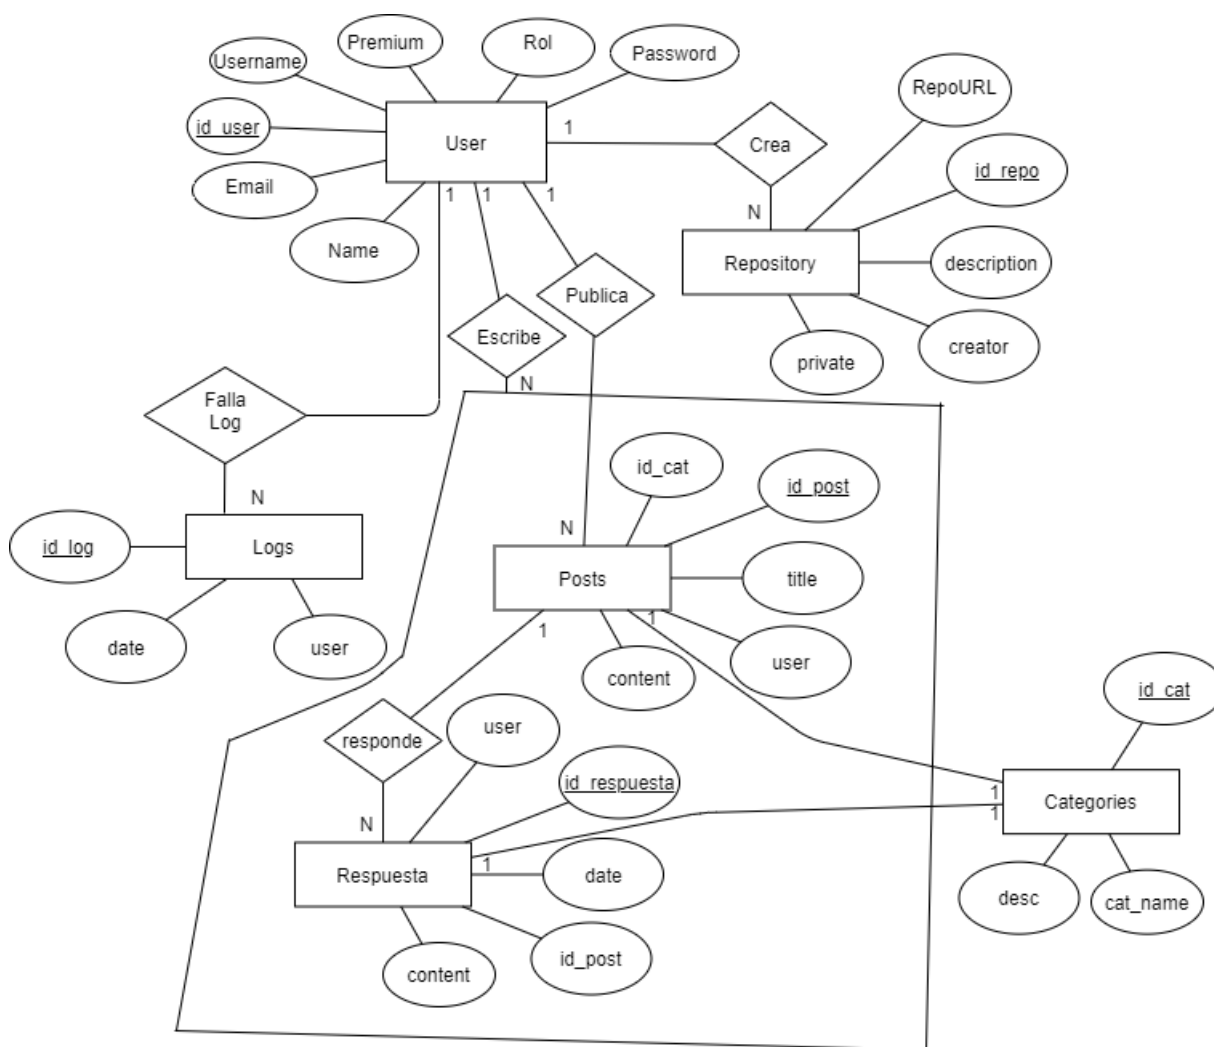 Premium
Rol
Username
Password
RepoURL
id_user
User
1
Crea
id_repo
Email
1
1
1
N
Name
Repository
description
Publica
Escribe
creator
private
N
Falla
Log
id_cat
id_post
N
N
id_log
Logs
Posts
title
1
1
date
user
user
content
id_cat
user
responde
id_respuesta
1
Categories
1
N
1
Respuesta
date
desc
cat_name
id_post
content